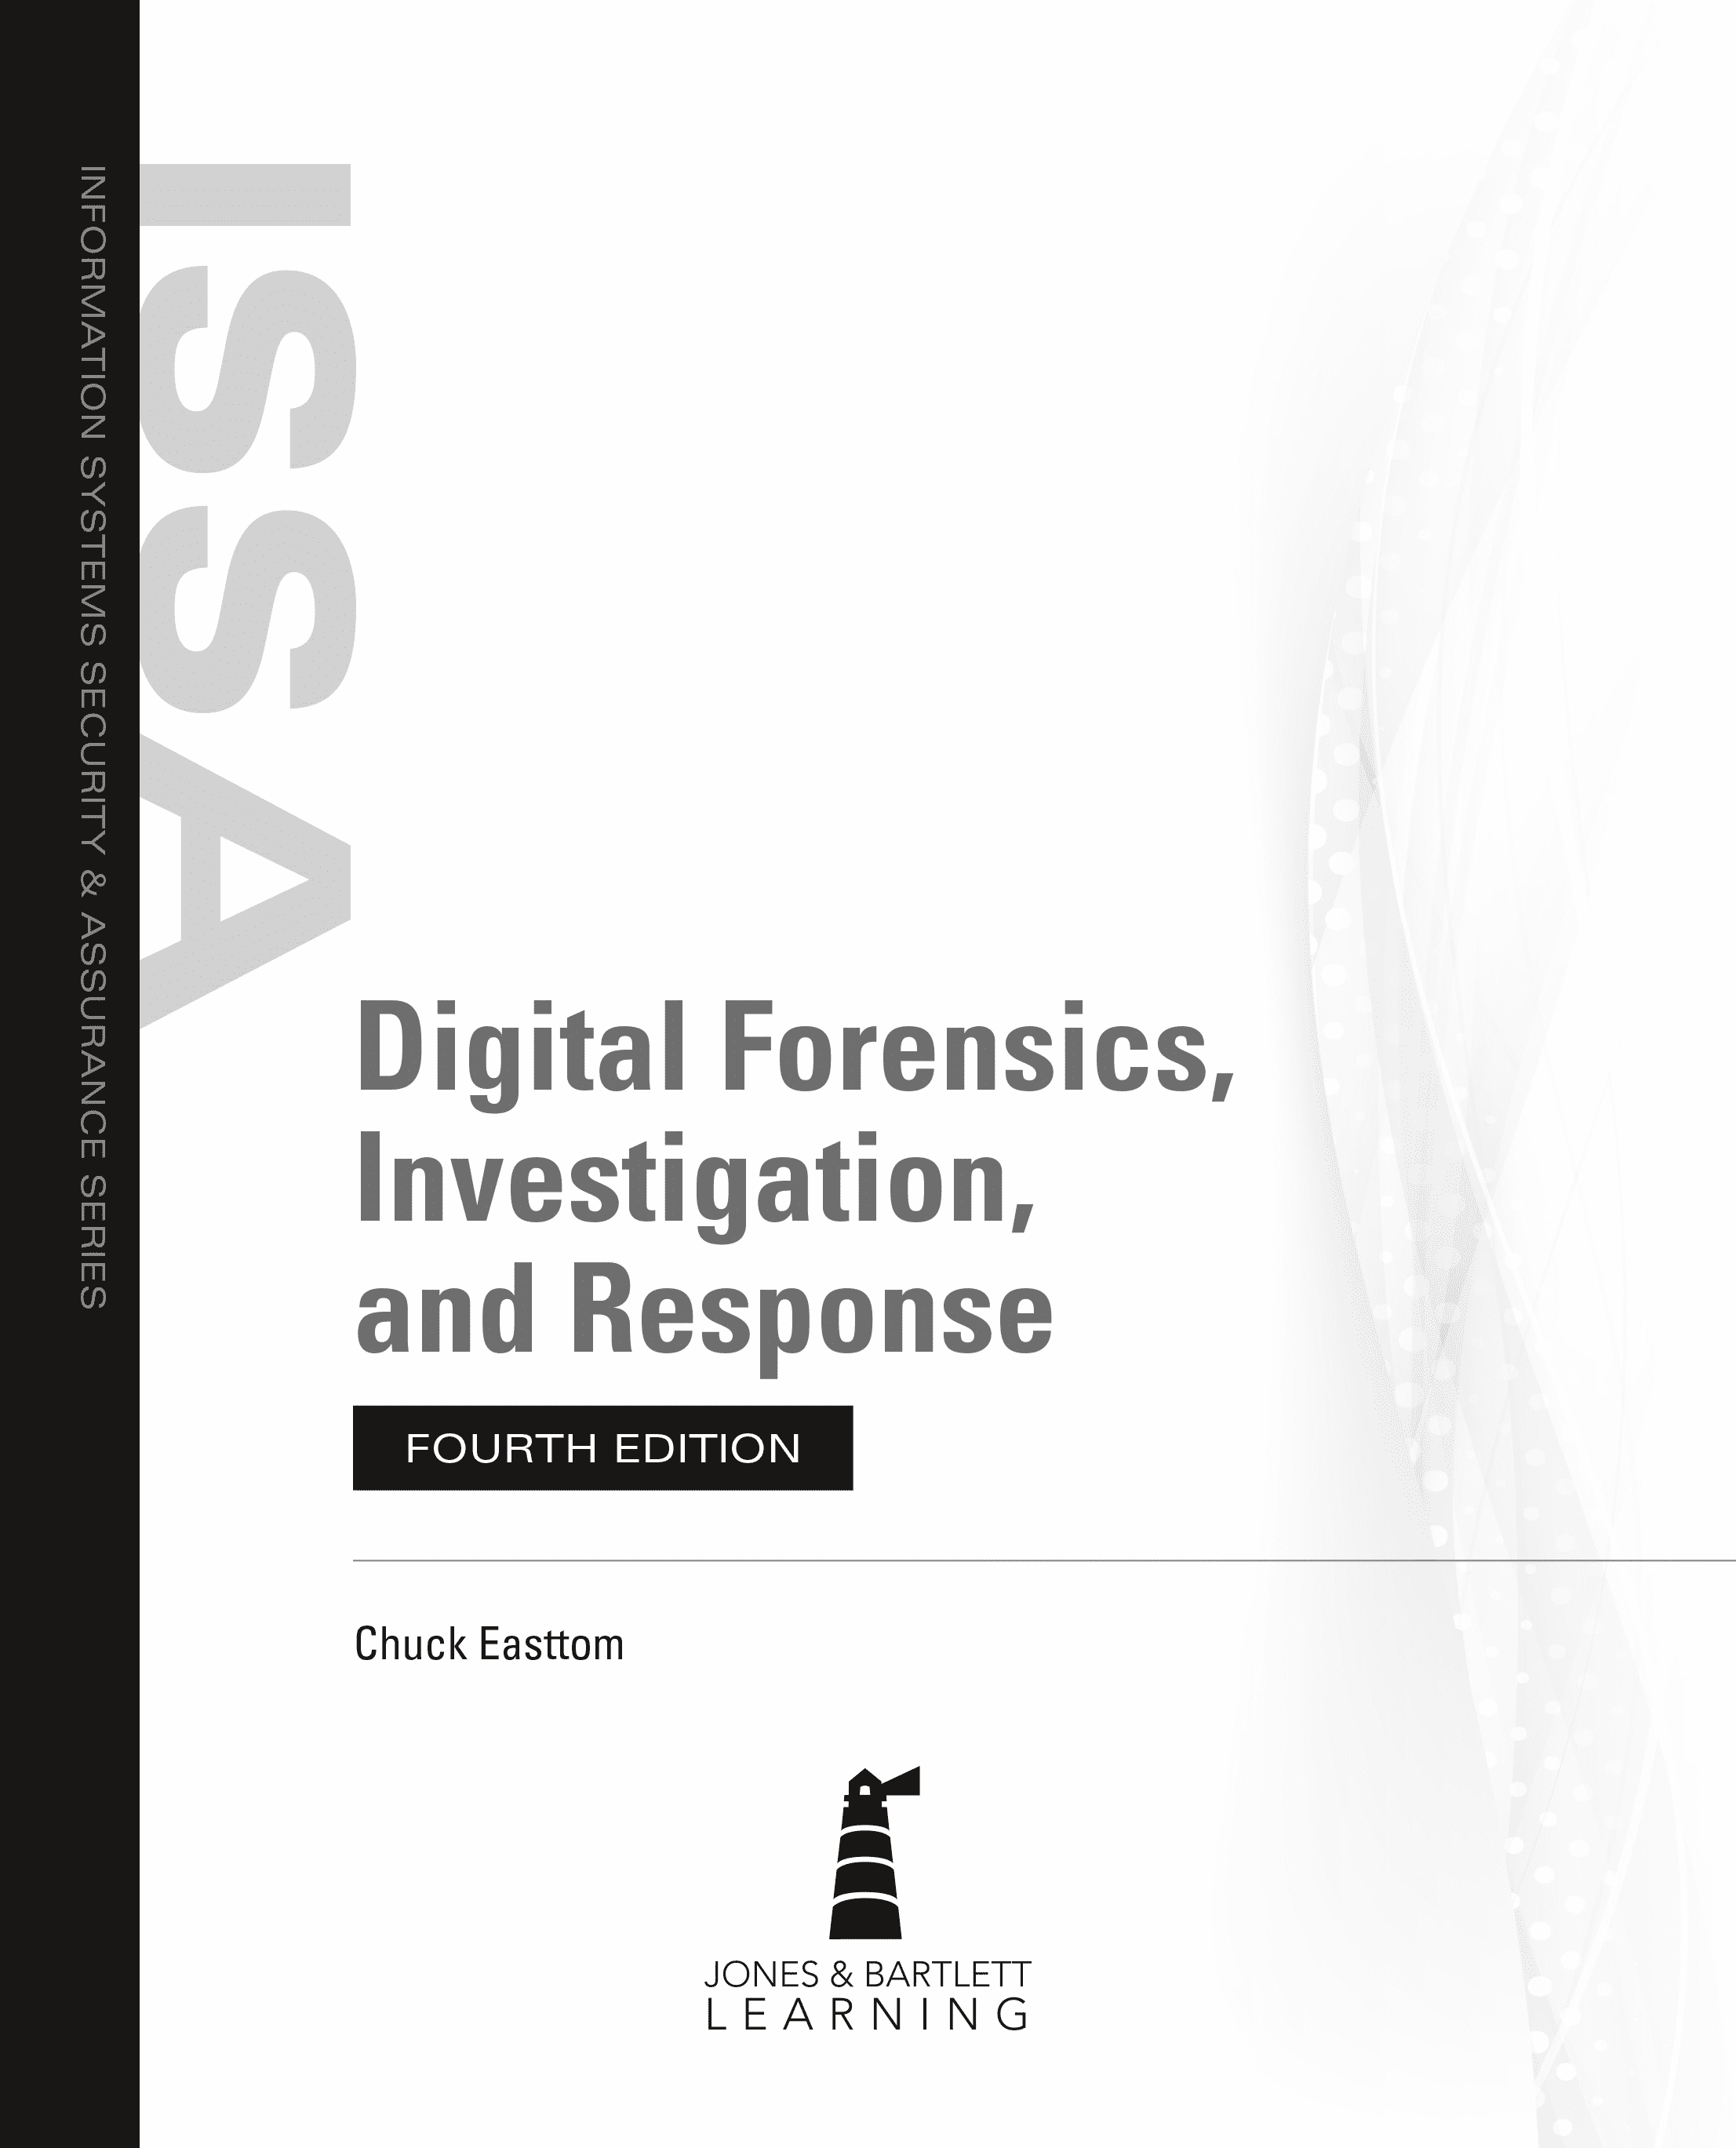 INFORMATION SYSTEMS SECURITY & ASSURANCE SERIES
ISSA
Digital Forensics,
Investigation,
and Response
FOURTH EDITION
Chuck Easttom
JONES & BARTLETT
LEARNING